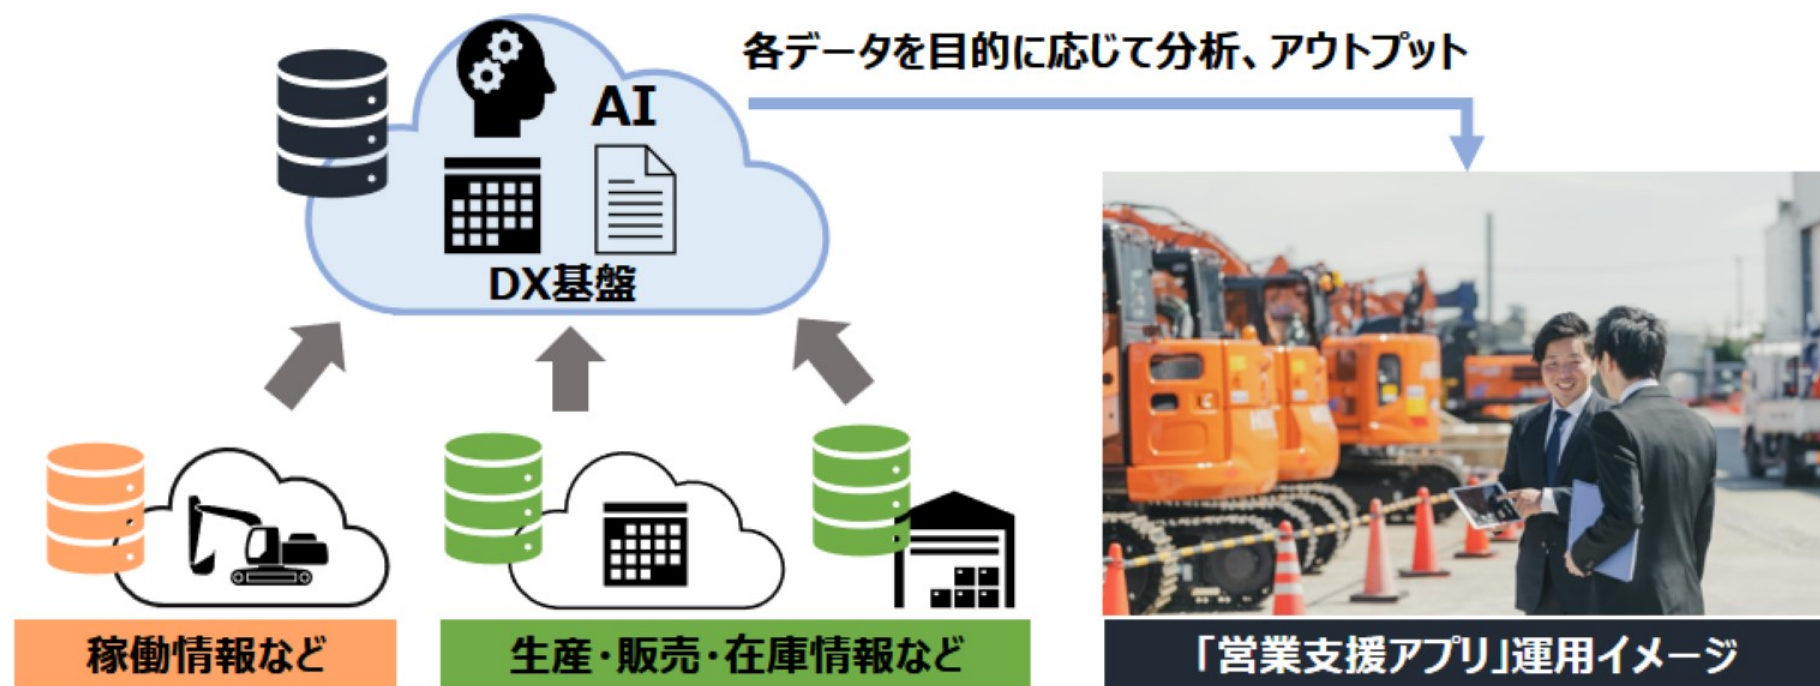 各データを目的に応じて分析、アウトプット
AI
DX基盤
稼働情報など
生産・販売・在庫情報など
「営業支援アプリ」運用イメージ